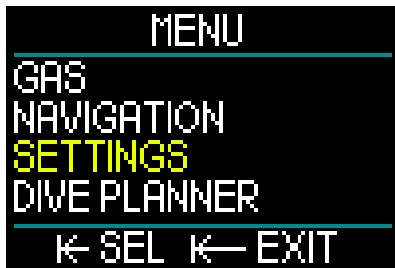 MENU
GAS
NAVIGATION
SETTINGS
DIVE PLANNER
SEL EXIT